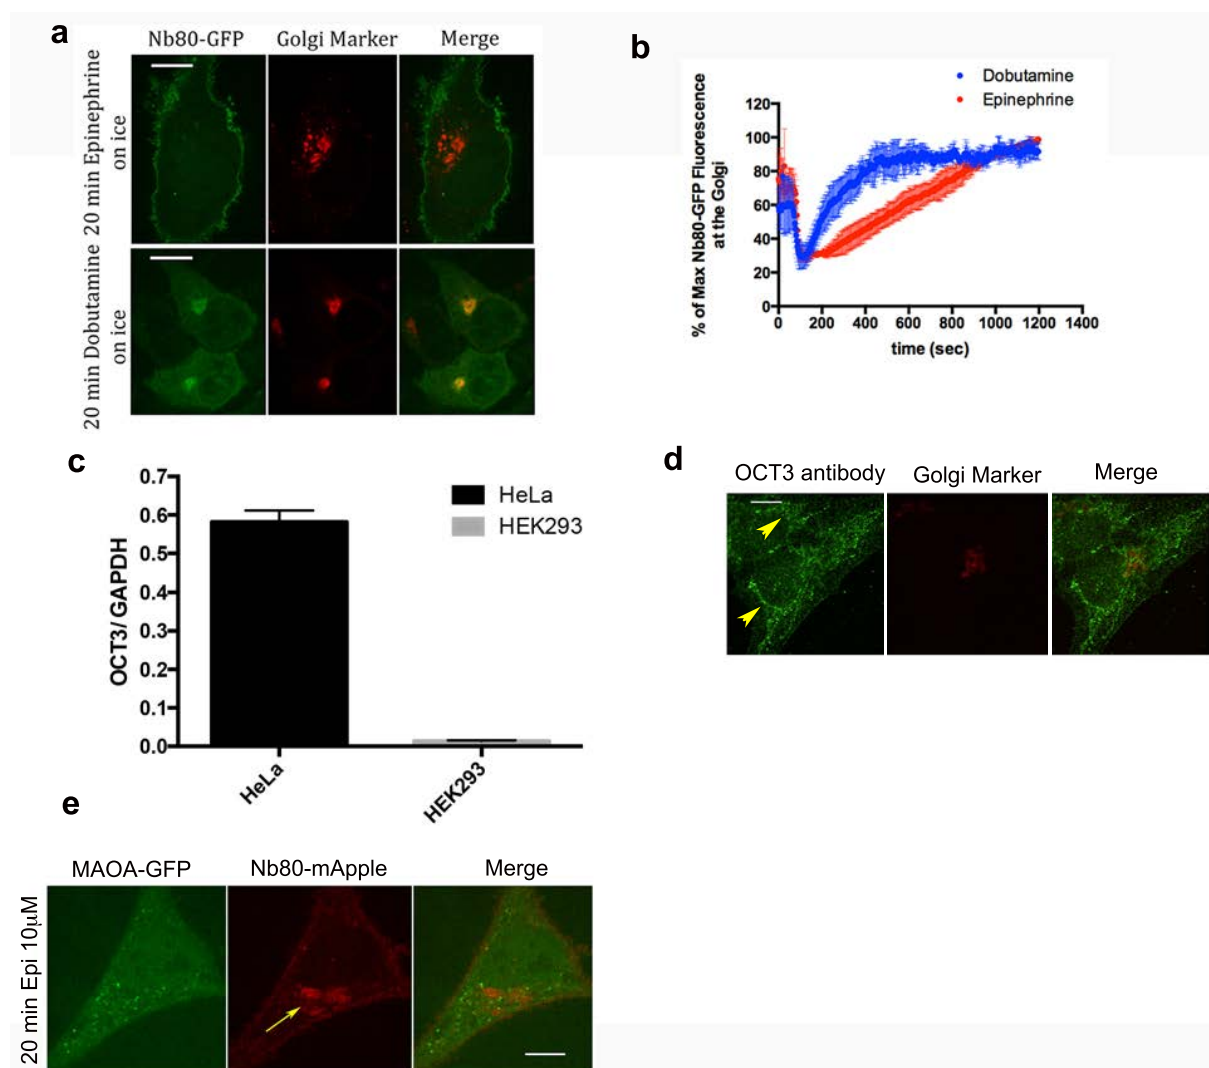 a
Nb80-GFP Golgi Marker Merge
20 min Epinephrine
on ice
20 min Dobutamine
on ice
b
Dobutamine
Epinephrine
% of Max Nb80-GFP Fluorescence
at the Golgi
120
100
80
60
40
20
0
0 200 400 600 800 1000 1200 1400
time (sec)
c
OCT3/ GAPDH
0.7
0.6
0.5
0.4
0.3
0.2
0.1
0.0
HeLa
HEK293
HeLa
HEK293
d
OCT3 antibody Golgi Marker Merge
e
MAOA-GFP Nb80-mApple Merge
20 min Epi 10µM